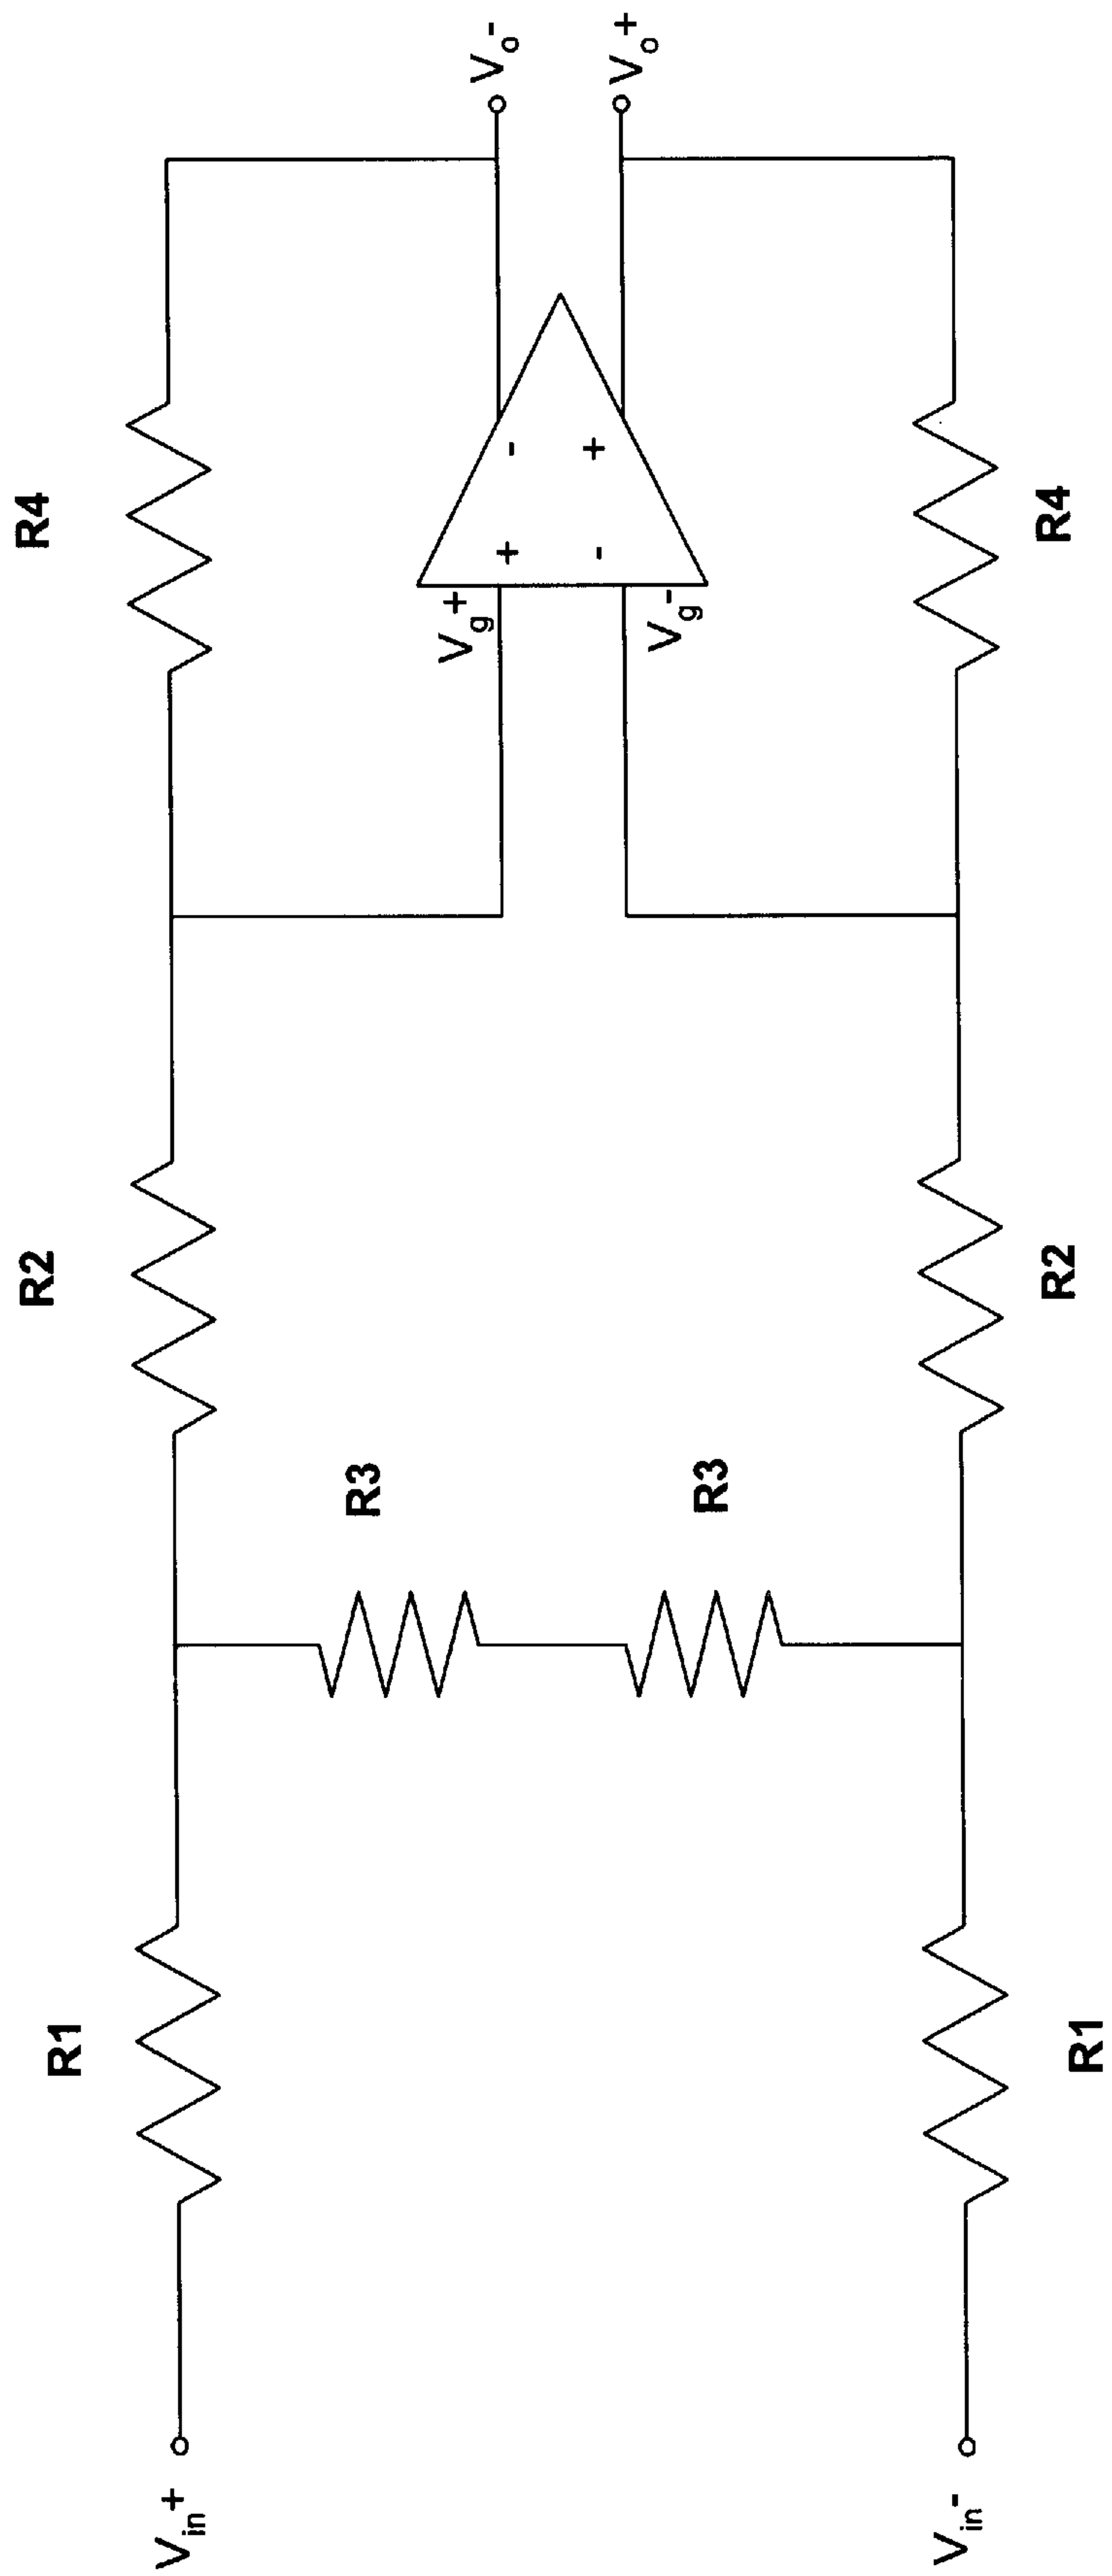 R1
R2
R4
Vin+
R3
Vg+
+
-
Vo-
R3
Vg-
-
+
Vo+
Vin-
R1
R2
R4